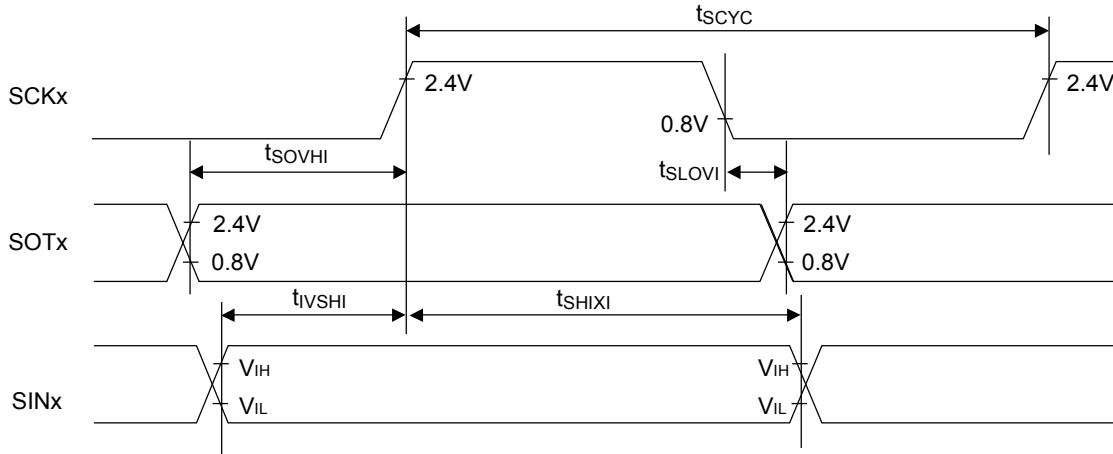 tSCYC
SCKx
2.4V
0.8V
2.4V
tSOVHI
tSLOVI
SOTx
2.4V
0.8V
2.4V
0.8V
tIVSHI
tSHIXI
SINx
VIH
VIL
VIH
VIL